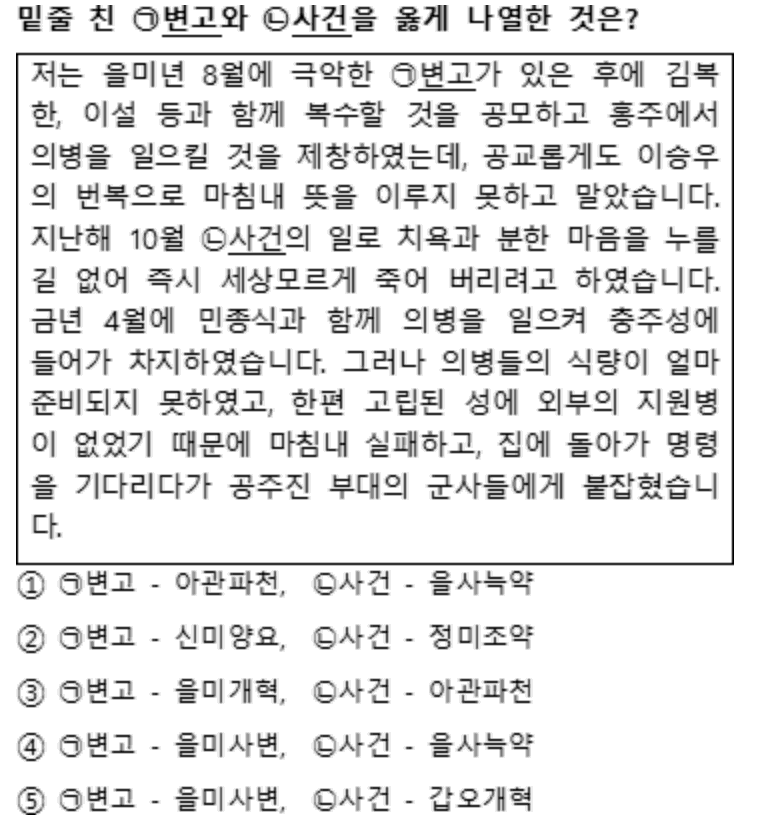 밑줄 친 ㉠변고와 ㉡사건을 옳게 나열한 것은?
저는 을미년 8월에 극악한 ㉠변고가 있은 후에 김복
한, 이설 등과 함께 복수할 것을 공모하고 홍주에서
의병을 일으킬 것을 제창하였는데, 공교롭게도 이승우
의 번복으로 마침내 뜻을 이루지 못하고 말았습니다.
지난해 10월 ㉡사건의 일로 치욕과 분한 마음을 누를
길 없어 즉시 세상모르게 죽어 버리려고 하였습니다.
금년 4월에 민종식과 함께 의병을 일으켜 충주성에
들어가 차지하였습니다. 그러나 의병들의 식량이 얼마
준비되지 못하였고, 한편 고립된 성에 외부의 지원병
이 없었기 때문에 마침내 실패하고, 집에 돌아가 명령
을 기다리다가 공주진 부대의 군사들에게 붙잡혔습니
다.
① ㉠변고 - 아관파천, ㉡사건 - 을사늑약
② ㉠변고 - 신미양요, ㉡사건 - 정미조약
③ ㉠변고 - 을미개혁, ㉡사건 - 아관파천
④ ㉠변고 - 을미사변, ㉡사건 - 을사늑약
⑤ ㉠변고 - 을미사변, ㉡사건 - 갑오개혁